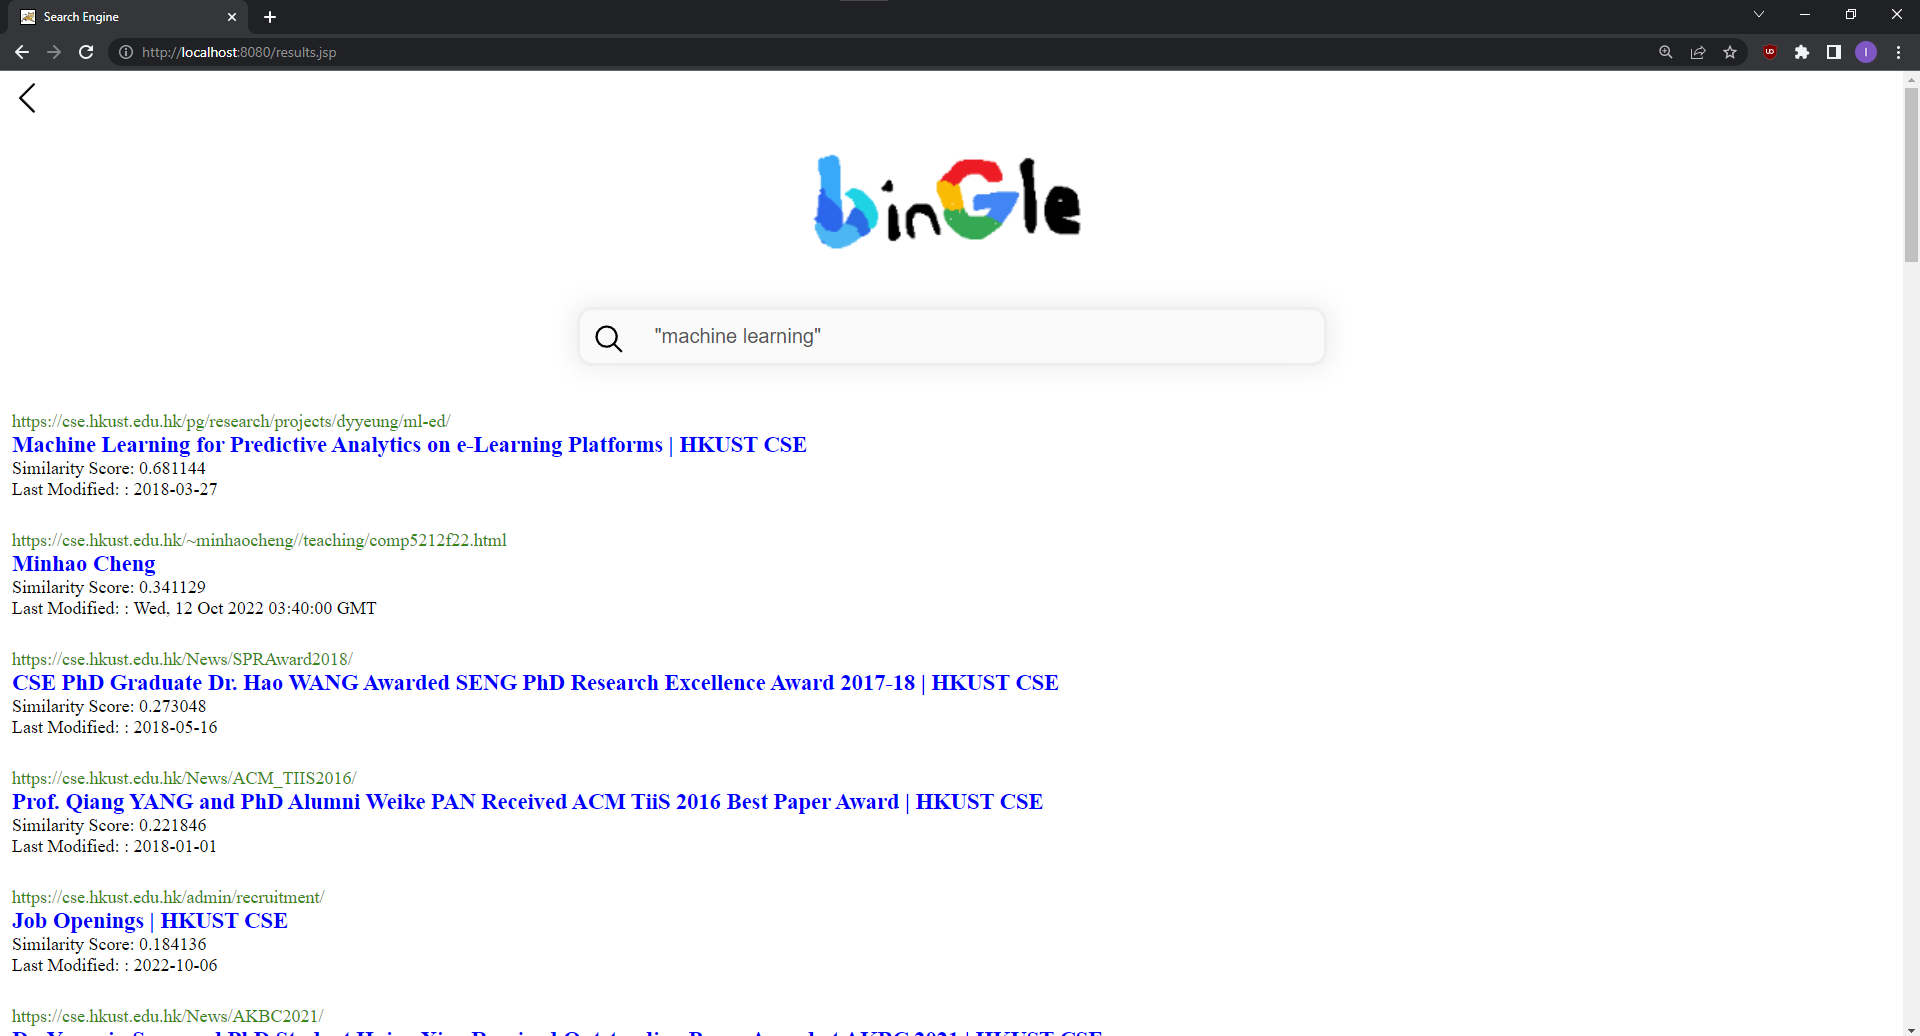 Search Engine
http://localhost:8080/results.jsp
binGle
"machine learning"
https://cse.hkust.edu.hk/pg/research/projects/dyyeung/ml-ed/
Machine Learning for Predictive Analytics on e-Learning Platforms | HKUST CSE
Similarity Score: 0.681144
Last Modified: : 2018-03-27
https://cse.hkust.edu.hk/~minhaocheng//teaching/comp5212f22.html
Minhao Cheng
Similarity Score: 0.341129
Last Modified: : Wed, 12 Oct 2022 03:40:00 GMT
https://cse.hkust.edu.hk/News/SPRAward2018/
CSE PhD Graduate Dr. Hao WANG Awarded SENG PhD Research Excellence Award 2017-18 | HKUST CSE
Similarity Score: 0.273048
Last Modified: : 2018-05-16
https://cse.hkust.edu.hk/News/ACM_TIIS2016/
Prof. Qiang YANG and PhD Alumni Weike PAN Received ACM TiiS 2016 Best Paper Award | HKUST CSE
Similarity Score: 0.221846
Last Modified: : 2018-01-01
https://cse.hkust.edu.hk/admin/recruitment/
Job Openings | HKUST CSE
Similarity Score: 0.184136
Last Modified: : 2022-10-06
https://cse.hkust.edu.hk/News/AKBC2021/